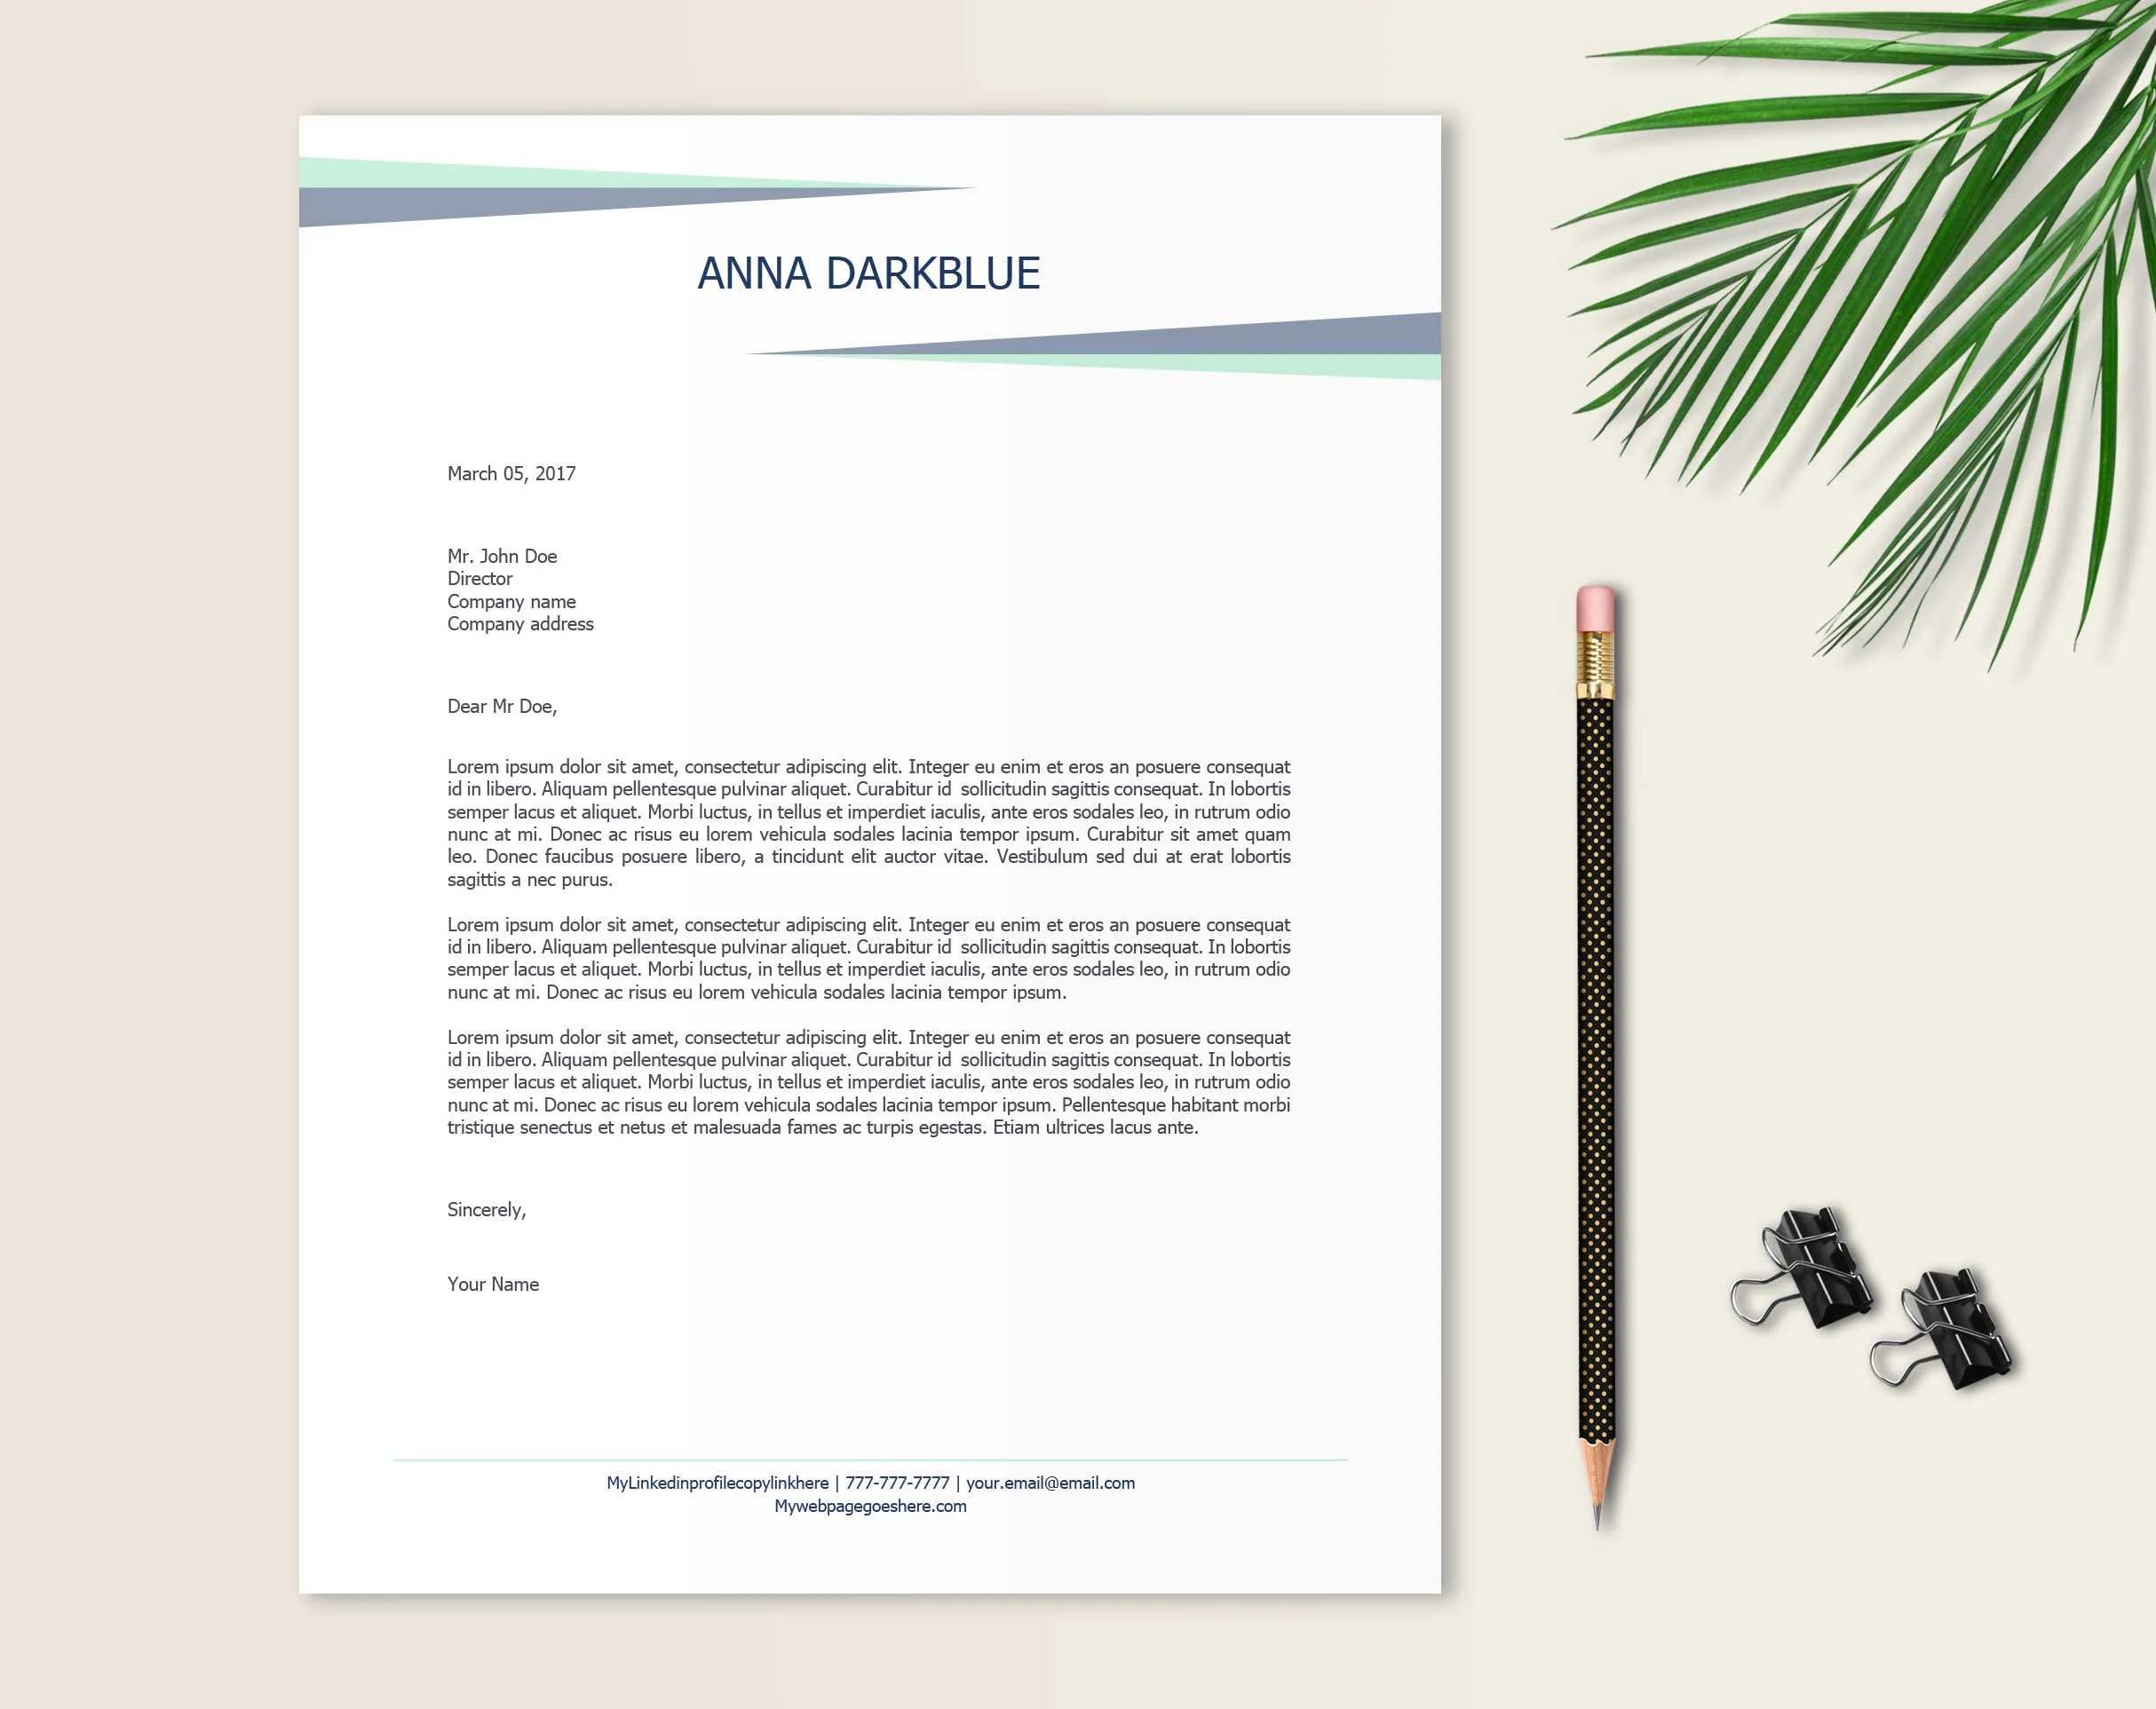 ANNA DARKBLUE
March 05, 2017
Mr. John Doe
Director
Company name
Company address
Dear Mr Doe,
Lorem ipsum dolor sit amet, consectetur adipiscing elit. Integer eu enim et eros an posuere consequat
id in libero. Aliquam pellentesque pulvinar aliquet. Curabitur id  sollicitudin sagittis consequat. In lobortis
semper lacus et aliquet. Morbi luctus, in tellus et imperdiet iaculis, ante eros sodales leo, in rutrum odio
nunc at mi. Donec ac risus eu lorem vehicula sodales lacinia tempor ipsum. Curabitur sit amet quam
leo. Donec faucibus posuere libero, a tincidunt elit auctor vitae. Vestibulum sed dui at erat lobortis
sagittis a nec purus.
Lorem ipsum dolor sit amet, consectetur adipiscing elit. Integer eu enim et eros an posuere consequat
id in libero. Aliquam pellentesque pulvinar aliquet. Curabitur id  sollicitudin sagittis consequat. In lobortis
semper lacus et aliquet. Morbi luctus, in tellus et imperdiet iaculis, ante eros sodales leo, in rutrum odio
nunc at mi. Donec ac risus eu lorem vehicula sodales lacinia tempor ipsum.
Lorem ipsum dolor sit amet, consectetur adipiscing elit. Integer eu enim et eros an posuere consequat
id in libero. Aliquam pellentesque pulvinar aliquet. Curabitur id  sollicitudin sagittis consequat. In lobortis
semper lacus et aliquet. Morbi luctus, in tellus et imperdiet iaculis, ante eros sodales leo, in rutrum odio
nunc at mi. Donec ac risus eu lorem vehicula sodales lacinia tempor ipsum. Pellentesque habitant morbi
tristique senectus et netus et malesuada fames ac turpis egestas. Etiam ultrices lacus ante.
Sincerely,
Your Name
MyLinkedinprofilecopylinkhere | 777-777-7777 | your.email@email.com
Mywebpagegoeshere.com